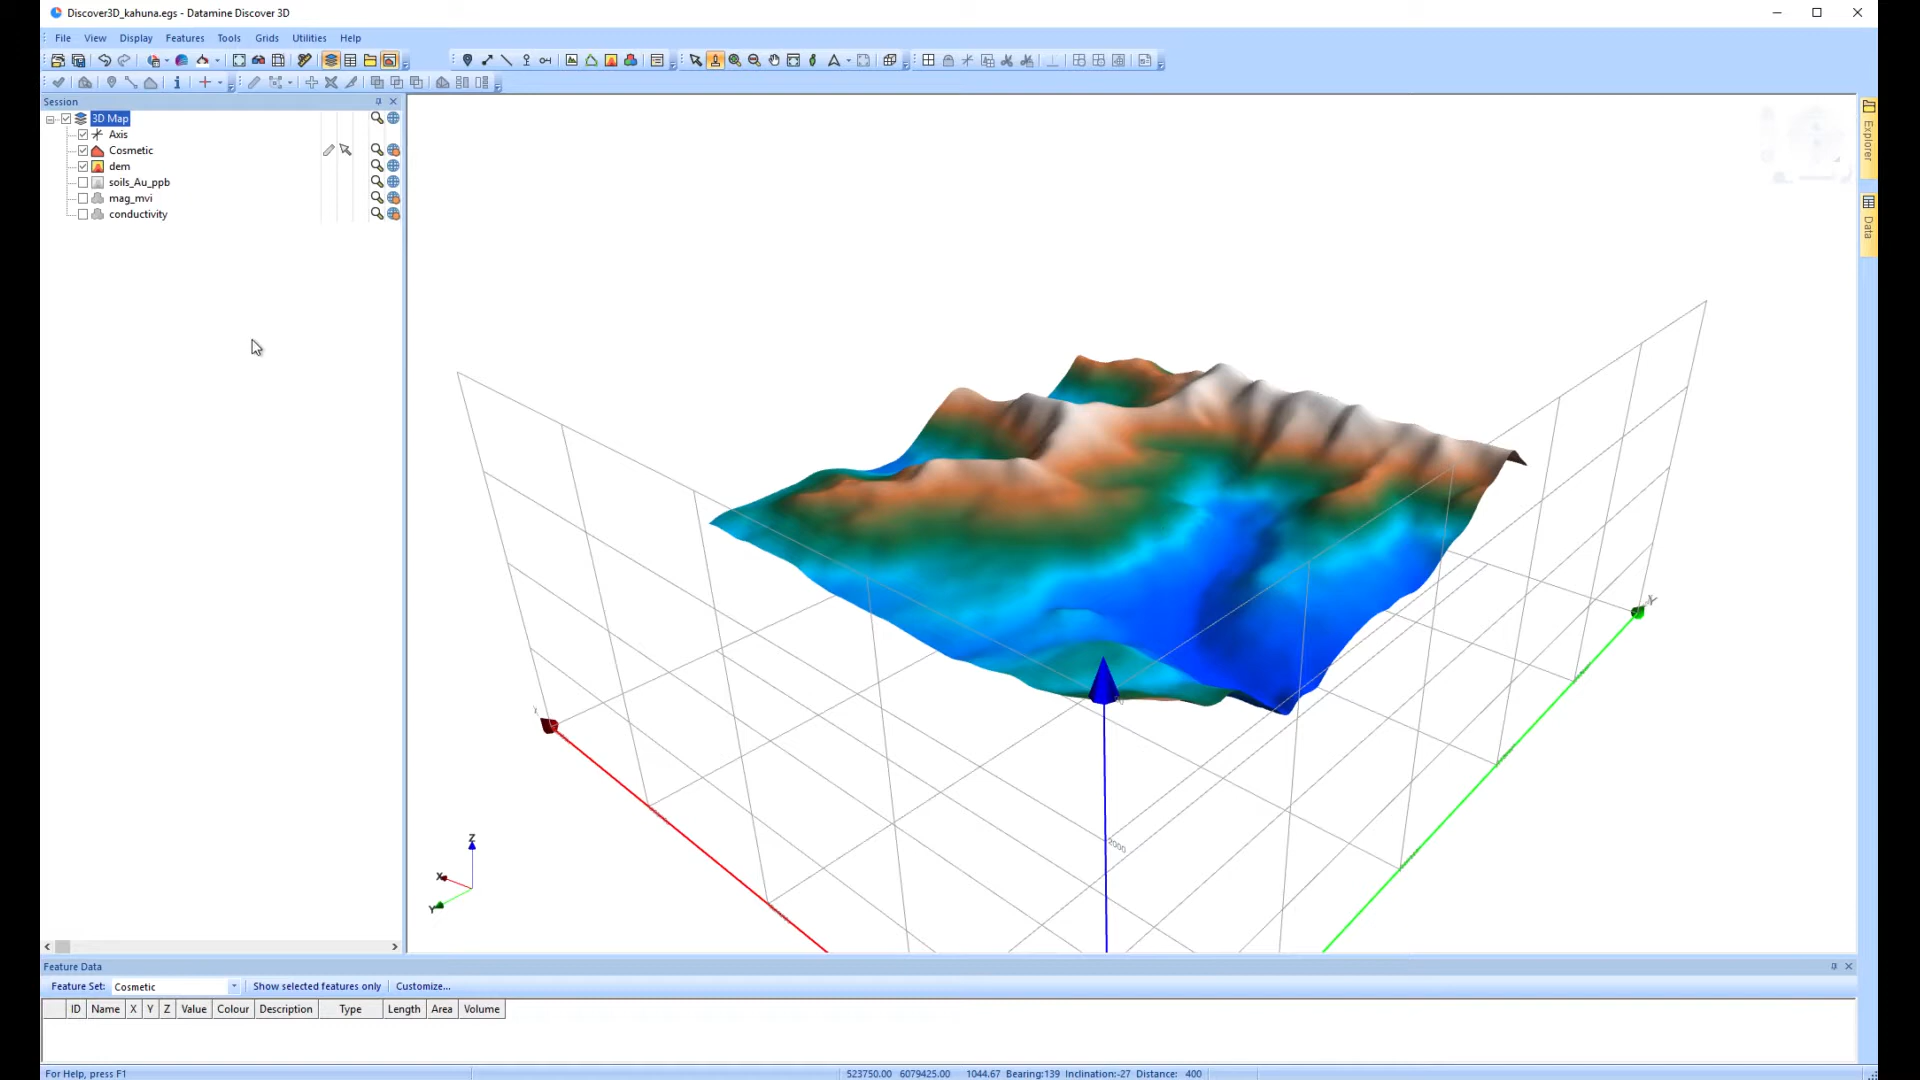 Discover3D_kahuna.egs - Datamine Discover 3D
File View Display Features Tools Grids Utilities Help
Session
3D Map
Axis
Cosmetic
dem
soils_Au_ppb
mag_mvi
conductivity
Explorer
Data
Y
2000
Z
X
Y
Feature Data
Feature Set: Cosmetic Show selected features only Customize...
ID Name X Y Z Value Colour Description Type Length Area Volume
For Help, press F1 523750.00 6079425.00 1044.67 Bearing:139 Inclination:-27 Distance: 400